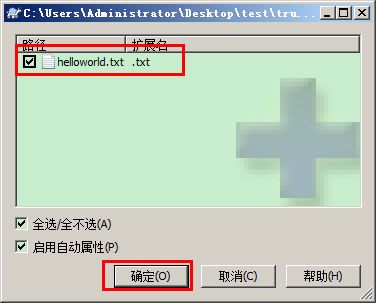 C:\Users\Administrator\Desktop\test\tru...
路径 扩展名
helloworld.txt .txt
全选/全不选(A)
启用自动属性(P)
确定(O) 取消(C) 帮助(H)